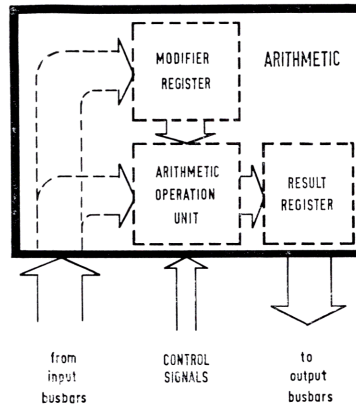 MODIFIER
REGISTER
ARITHMETIC
ARITHMETIC
OPERATION
UNIT
RESULT
REGISTER
from
input
busbars
CONTROL
SIGNALS
to
output
busbars